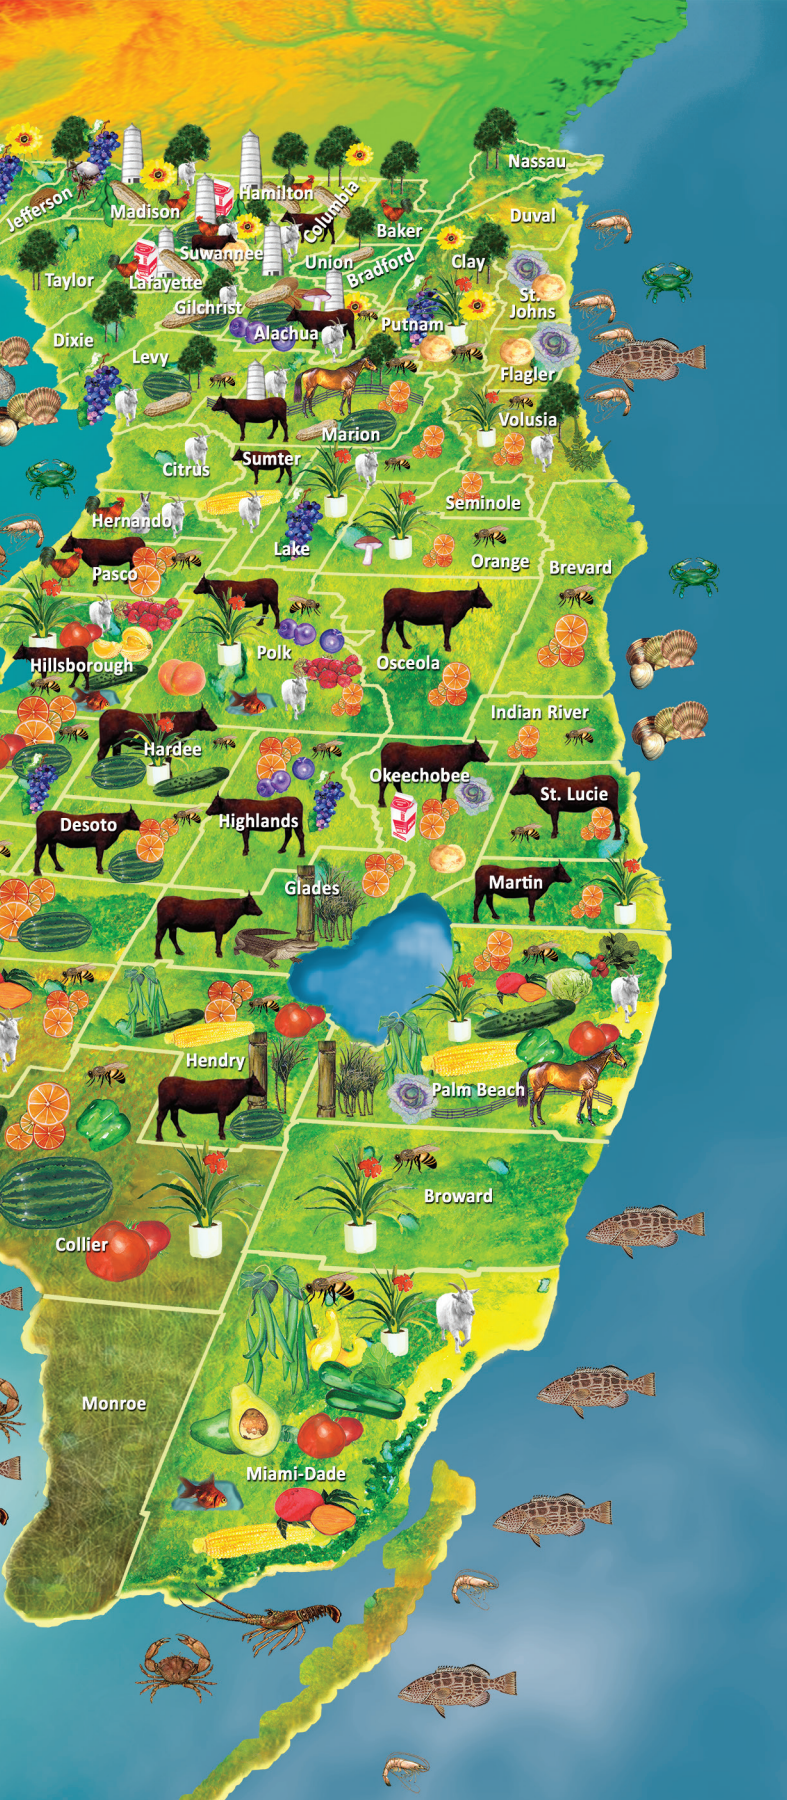 Nassau
Jefferson
Madison
Hamilton
Columbia
Duval
Baker
Suwannee
Union
Bradford
Clay
Taylor
Lafayette
St.
Johns
Gilchrist
Alachua
Putnam
Dixie
Levy
Flagler
Volusia
Marion
Citrus
Sumter
Seminole
Hernando
Lake
Orange
Brevard
Pasco
Hillsborough
Polk
Osceola
Indian River
Hardee
Okeechobee
St. Lucie
Desoto
Highlands
Glades
Martin
Hendry
Palm Beach
Broward
Collier
Monroe
Miami-Dade